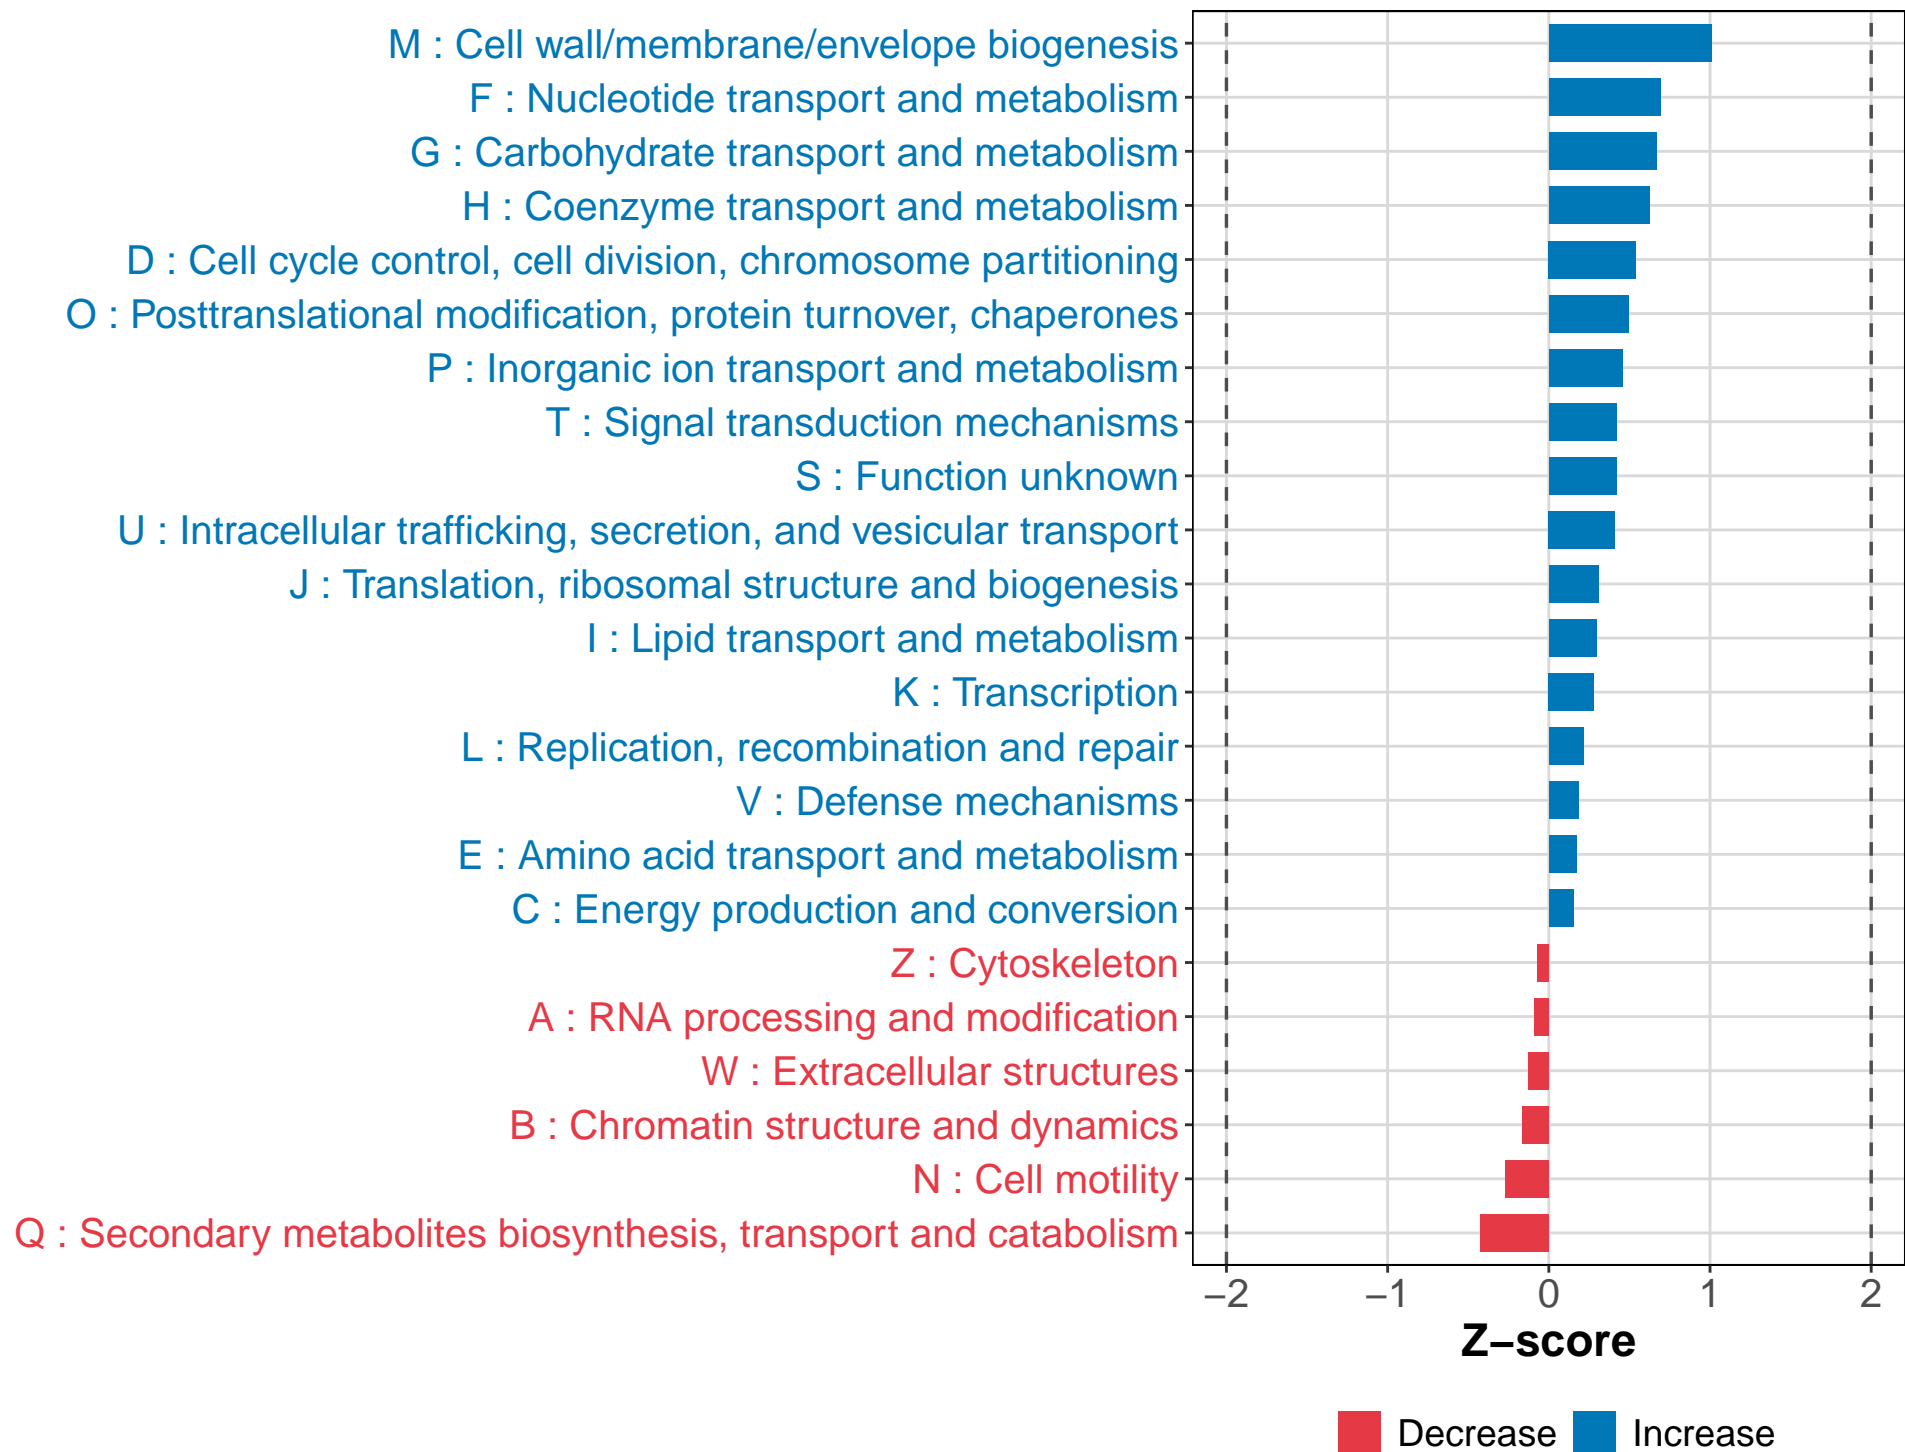 M : Cell wall/membrane/envelope biogenesis
F : Nucleotide transport and metabolism
G : Carbohydrate transport and metabolism
H : Coenzyme transport and metabolism
D : Cell cycle control, cell division, chromosome partitioning
O : Posttranslational modification, protein turnover, chaperones
P : Inorganic ion transport and metabolism
T : Signal transduction mechanisms
S : Function unknown
U : Intracellular trafficking, secretion, and vesicular transport
J : Translation, ribosomal structure and biogenesis
I : Lipid transport and metabolism
K : Transcription
L : Replication, recombination and repair
V : Defense mechanisms
E : Amino acid transport and metabolism
C : Energy production and conversion
Z : Cytoskeleton
A : RNA processing and modification
W : Extracellular structures
B : Chromatin structure and dynamics
N : Cell motility
Q : Secondary metabolites biosynthesis, transport and catabolism
−2 −1 0 1 2
Z−score
Decrease Increase